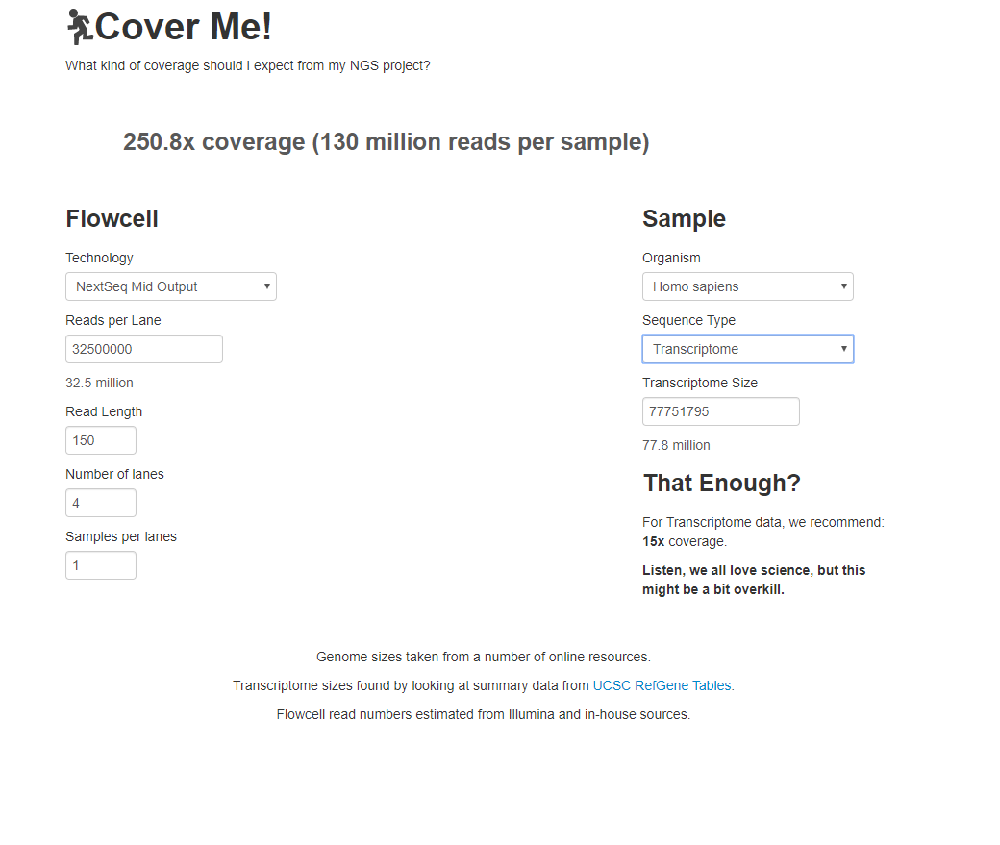 Cover Me!
What kind of coverage should I expect from my NGS project?
250.8x coverage (130 million reads per sample)
Flowcell
Technology
NextSeq Mid Output
Reads per Lane
32500000
32.5 million
Read Length
150
Number of lanes
4
Samples per lanes
1
Sample
Organism
Homo sapiens
Sequence Type
Transcriptome
Transcriptome Size
77751795
77.8 million
That Enough?
For Transcriptome data, we recommend:
15x coverage.
Listen, we all love science, but this
might be a bit overkill.
Genome sizes taken from a number of online resources.
Transcriptome sizes found by looking at summary data from UCSC RefGene Tables.
Flowcell read numbers estimated from Illumina and in-house sources.